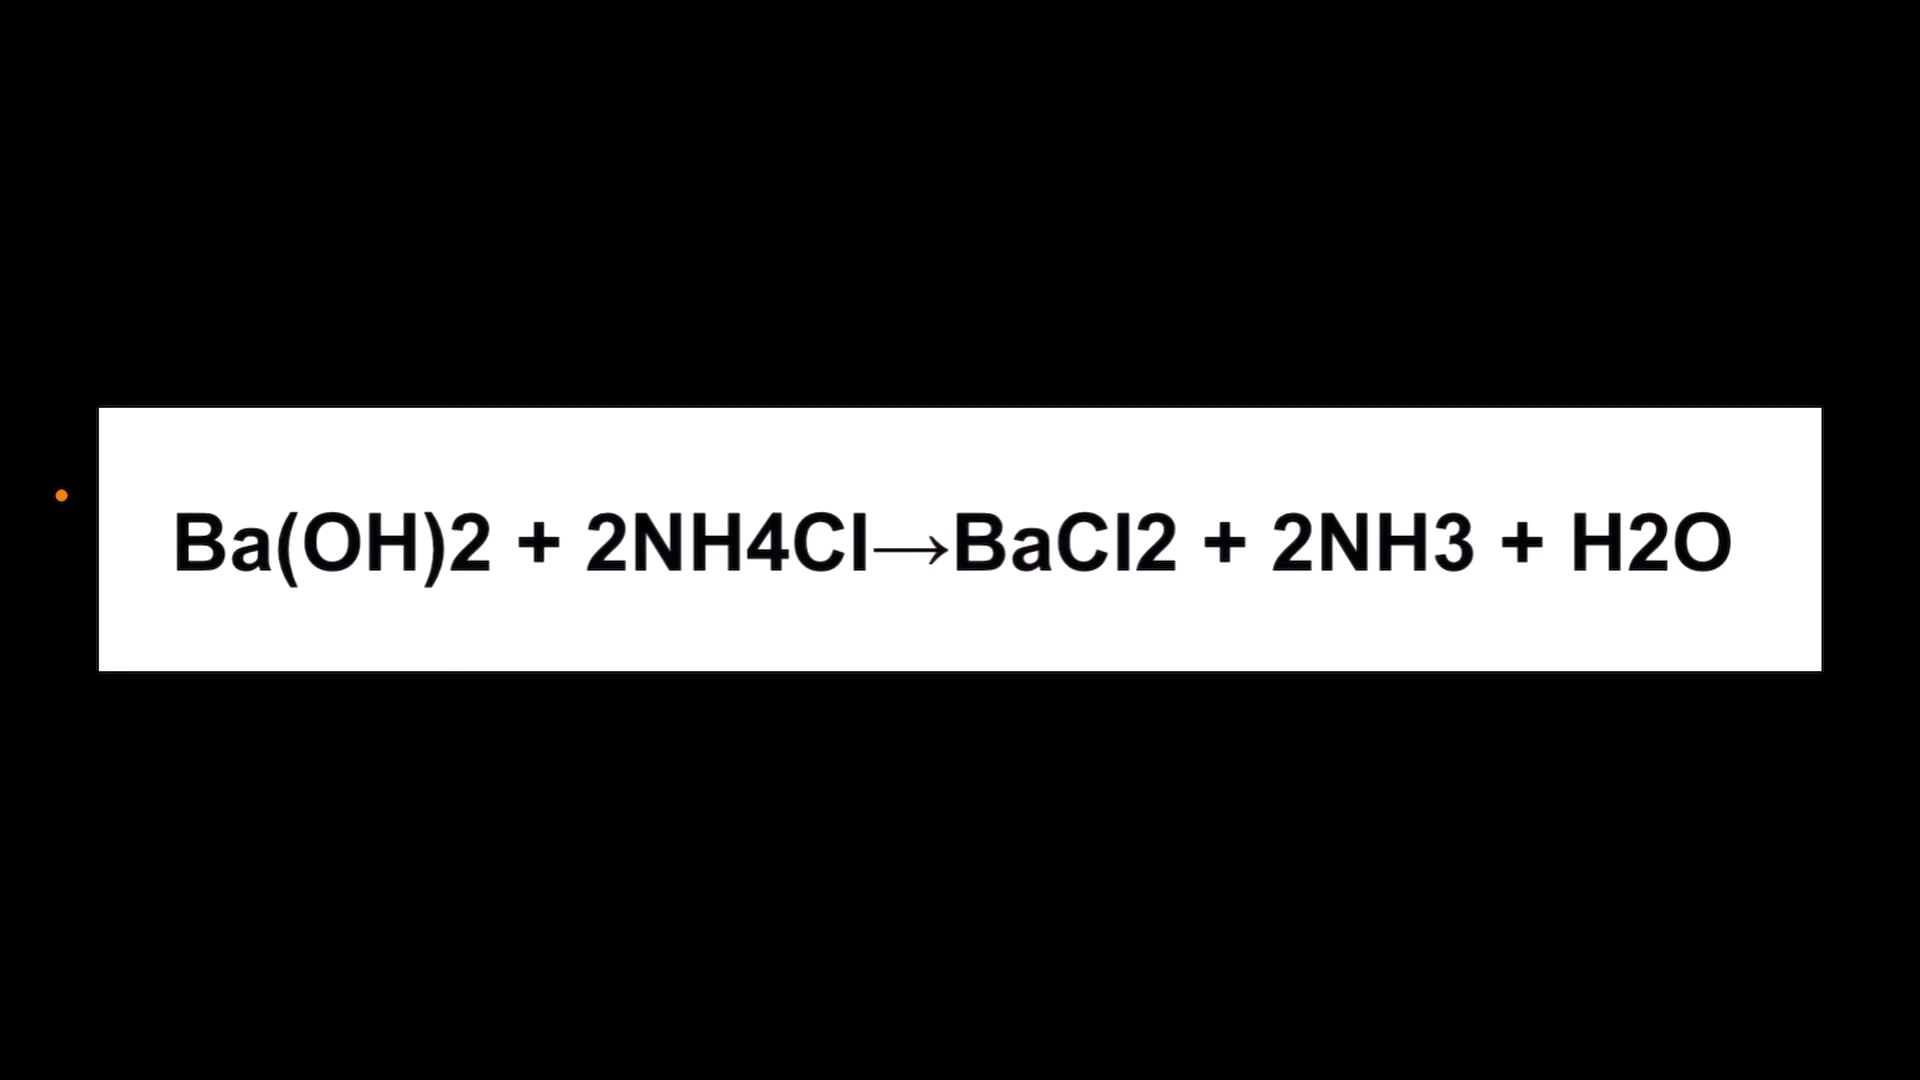 Ba(OH)2 + 2NH4Cl→BaCl2 + 2NH3 + H2O